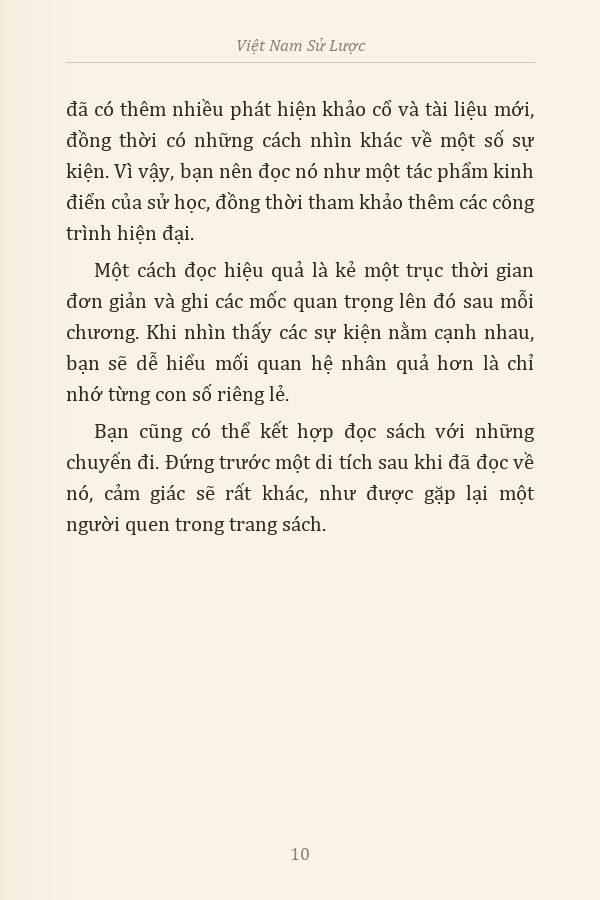 Việt Nam Sử Lược
đã có thêm nhiều phát hiện khảo cổ và tài liệu mới,
đồng thời có những cách nhìn khác về một số sự
kiện. Vì vậy, bạn nên đọc nó như một tác phẩm kinh
điển của sử học, đồng thời tham khảo thêm các công
trình hiện đại.
Một cách đọc hiệu quả là kẻ một trục thời gian
đơn giản và ghi các mốc quan trọng lên đó sau mỗi
chương. Khi nhìn thấy các sự kiện nằm cạnh nhau,
bạn sẽ dễ hiểu mối quan hệ nhân quả hơn là chỉ
nhớ từng con số riêng lẻ.
Bạn cũng có thể kết hợp đọc sách với những
chuyến đi. Đứng trước một di tích sau khi đã đọc về
nó, cảm giác sẽ rất khác, như được gặp lại một
người quen trong trang sách.
10